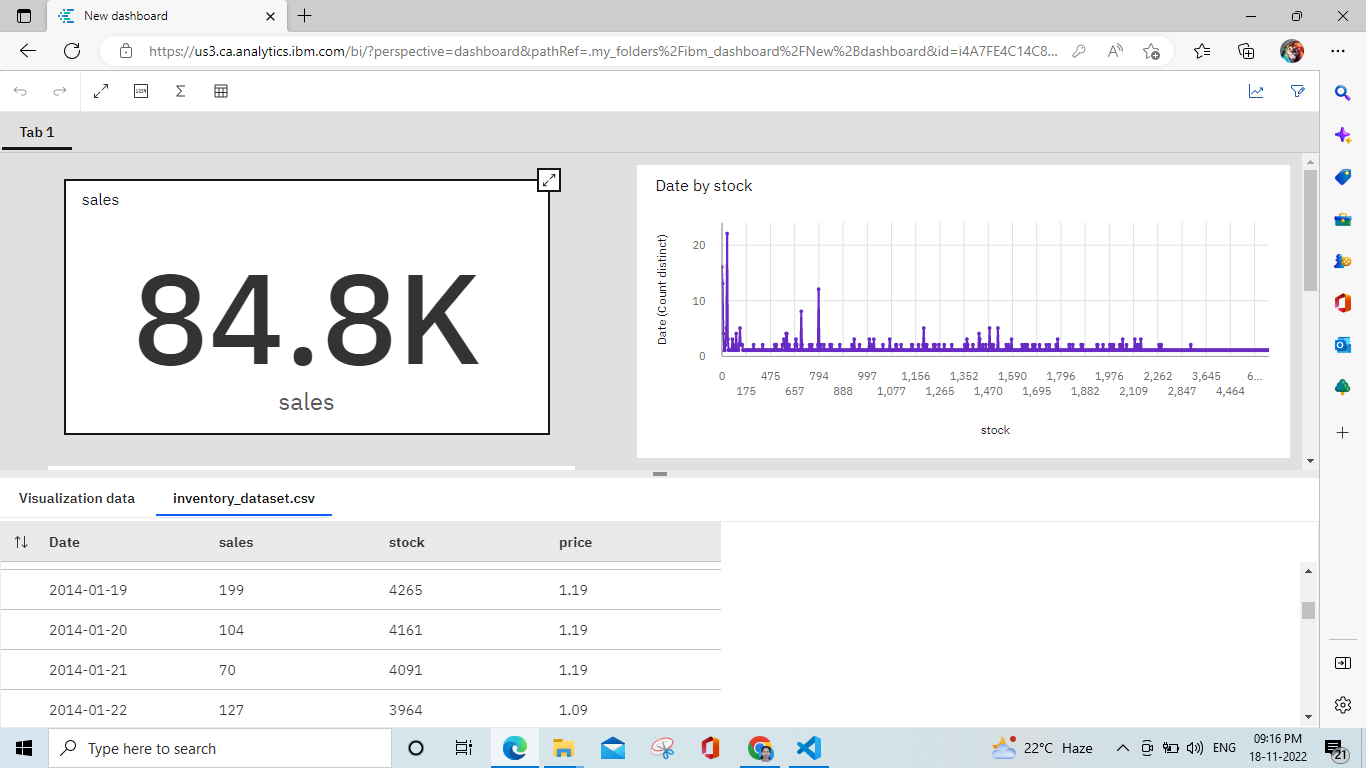 New dashboard
https://us3.ca.analytics.ibm.com/bi/?perspective=dashboard&pathRef=.my_folders%2Fibm_dashboard%2FNew%2Bdashboard&id=i4A7FE4C14C8...
Tab 1
sales
84.8K
sales
Date by stock
Date (Count distinct)
20
10
0
0 475 794 997 1,156 1,352 1,590 1,796 1,976 2,262 3,645 6...
175 657 888 1,077 1,265 1,470 1,695 1,882 2,109 2,847 4,464
stock
Visualization data inventory_dataset.csv
Date sales stock price
2014-01-19 199 4265 1.19
2014-01-20 104 4161 1.19
2014-01-21 70 4091 1.19
2014-01-22 127 3964 1.09
Type here to search
22°C Haze
ENG
09:16 PM
18-11-2022
21